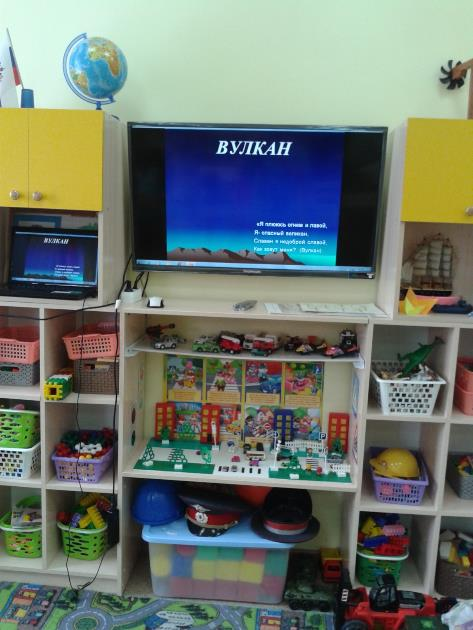 ВУЛКАН
«Я плююсь огнем и лавой,
Я- опасный великан.
Славен я недоброй славой,
Как зовут меня? (Вулкан)
ВУЛКАН